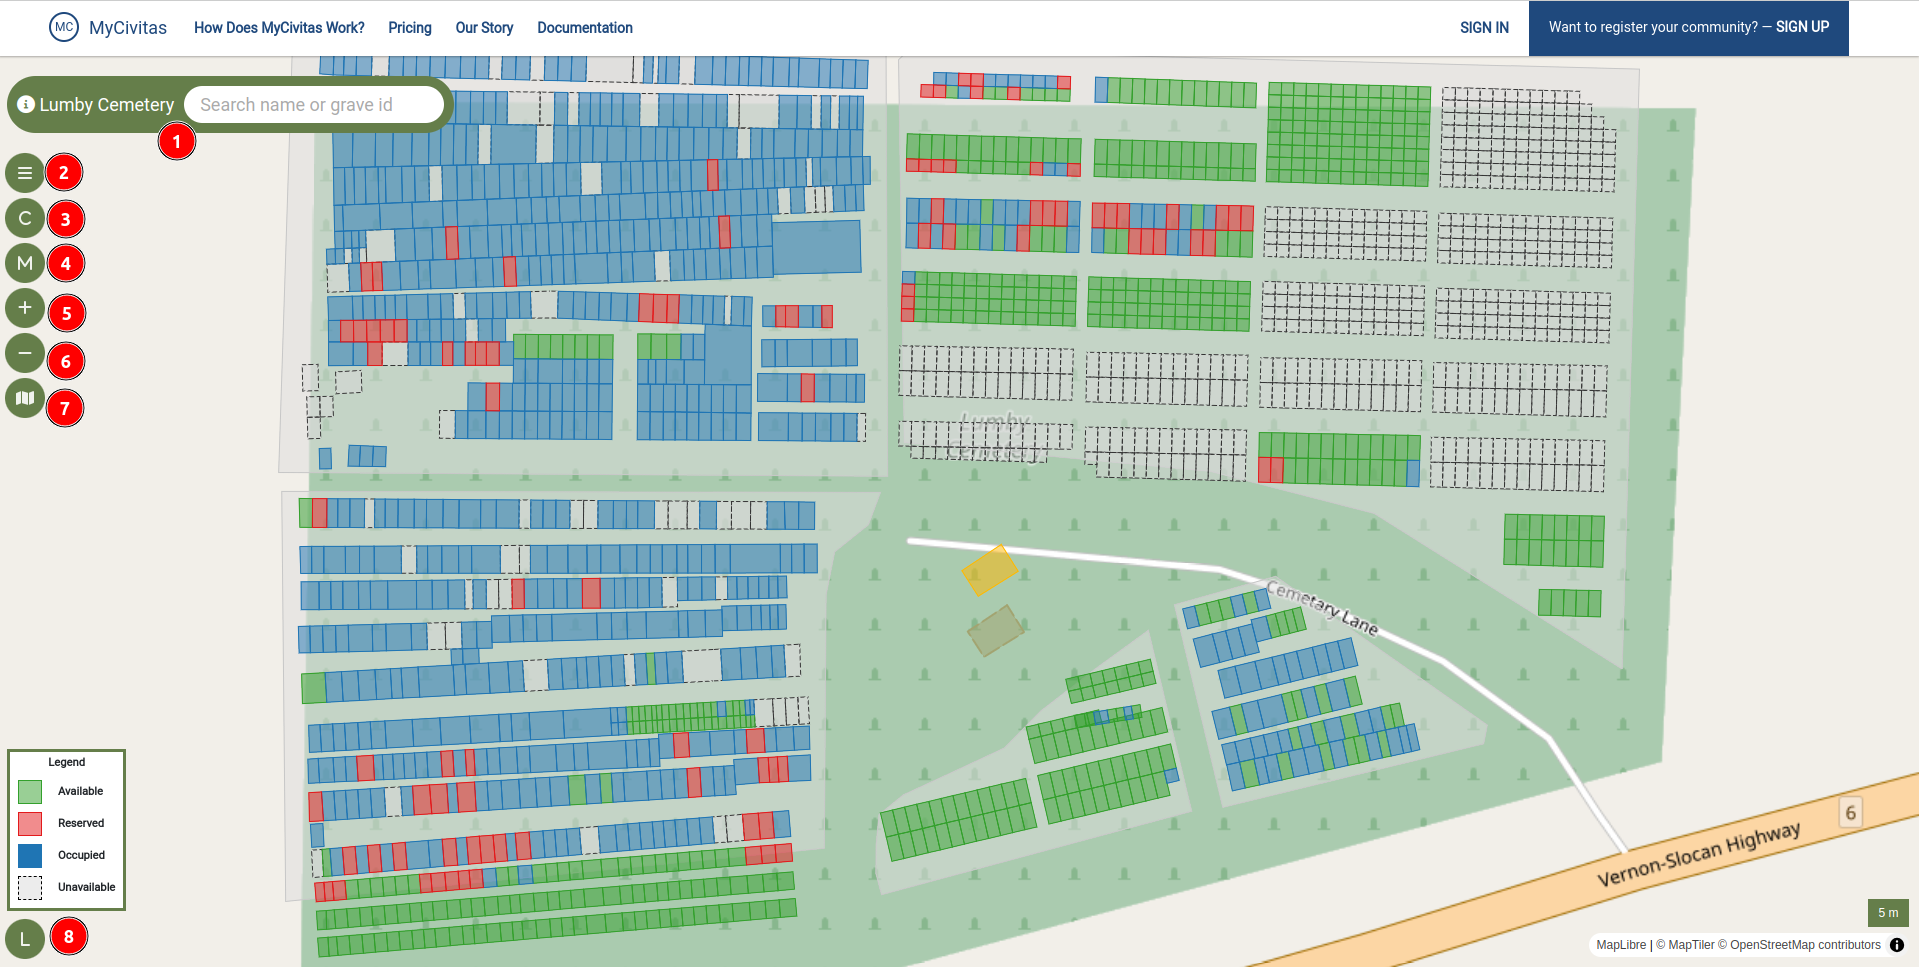 MC MyCivitas How Does MyCivitas Work? Pricing Our Story Documentation SIGN IN Want to register your community? — SIGN UP
i Lumby Cemetery Search name or grave id
1
2
C 3
M 4
+ 5
− 6
7
Lumby
Cemetery
Cemetary Lane
6
Vernon-Slocan Highway
Legend
Available
Reserved
Occupied
Unavailable
L 8
5 m
MapLibre | © MapTiler © OpenStreetMap contributors i